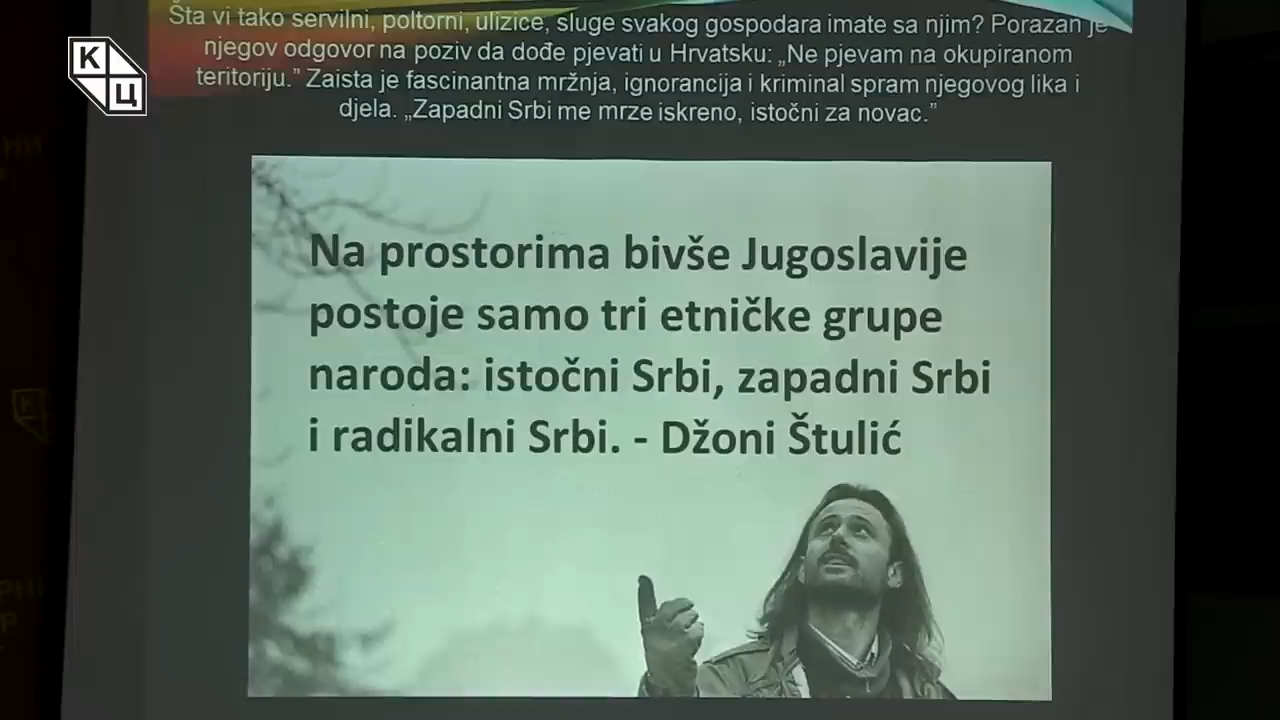 Šta vi tako servilni, poltorni, ulizice, sluge svakog gospodara imate sa njim? Porazan je
njegov odgovor na poziv da dođe pjevati u Hrvatsku: „Ne pjevam na okupiranom
teritoriju.” Zaista je fascinantna mržnja, ignorancija i kriminal spram njegovog lika i
djela. „Zapadni Srbi me mrze iskreno, istočni za novac.”
К
Ц
Na prostorima bivše Jugoslavije
postoje samo tri etničke grupe
naroda: istočni Srbi, zapadni Srbi
i radikalni Srbi. - Džoni Štulić